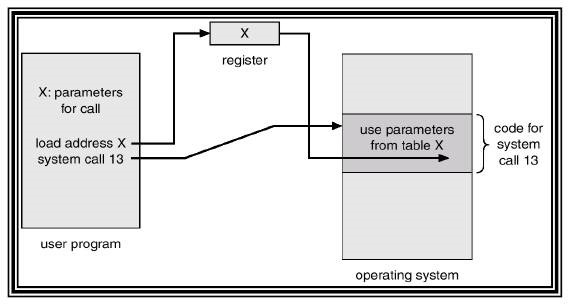 X
register
X: parameters
for call
load address X
system call 13
user program
use parameters
from table X
code for
system
call 13
operating system